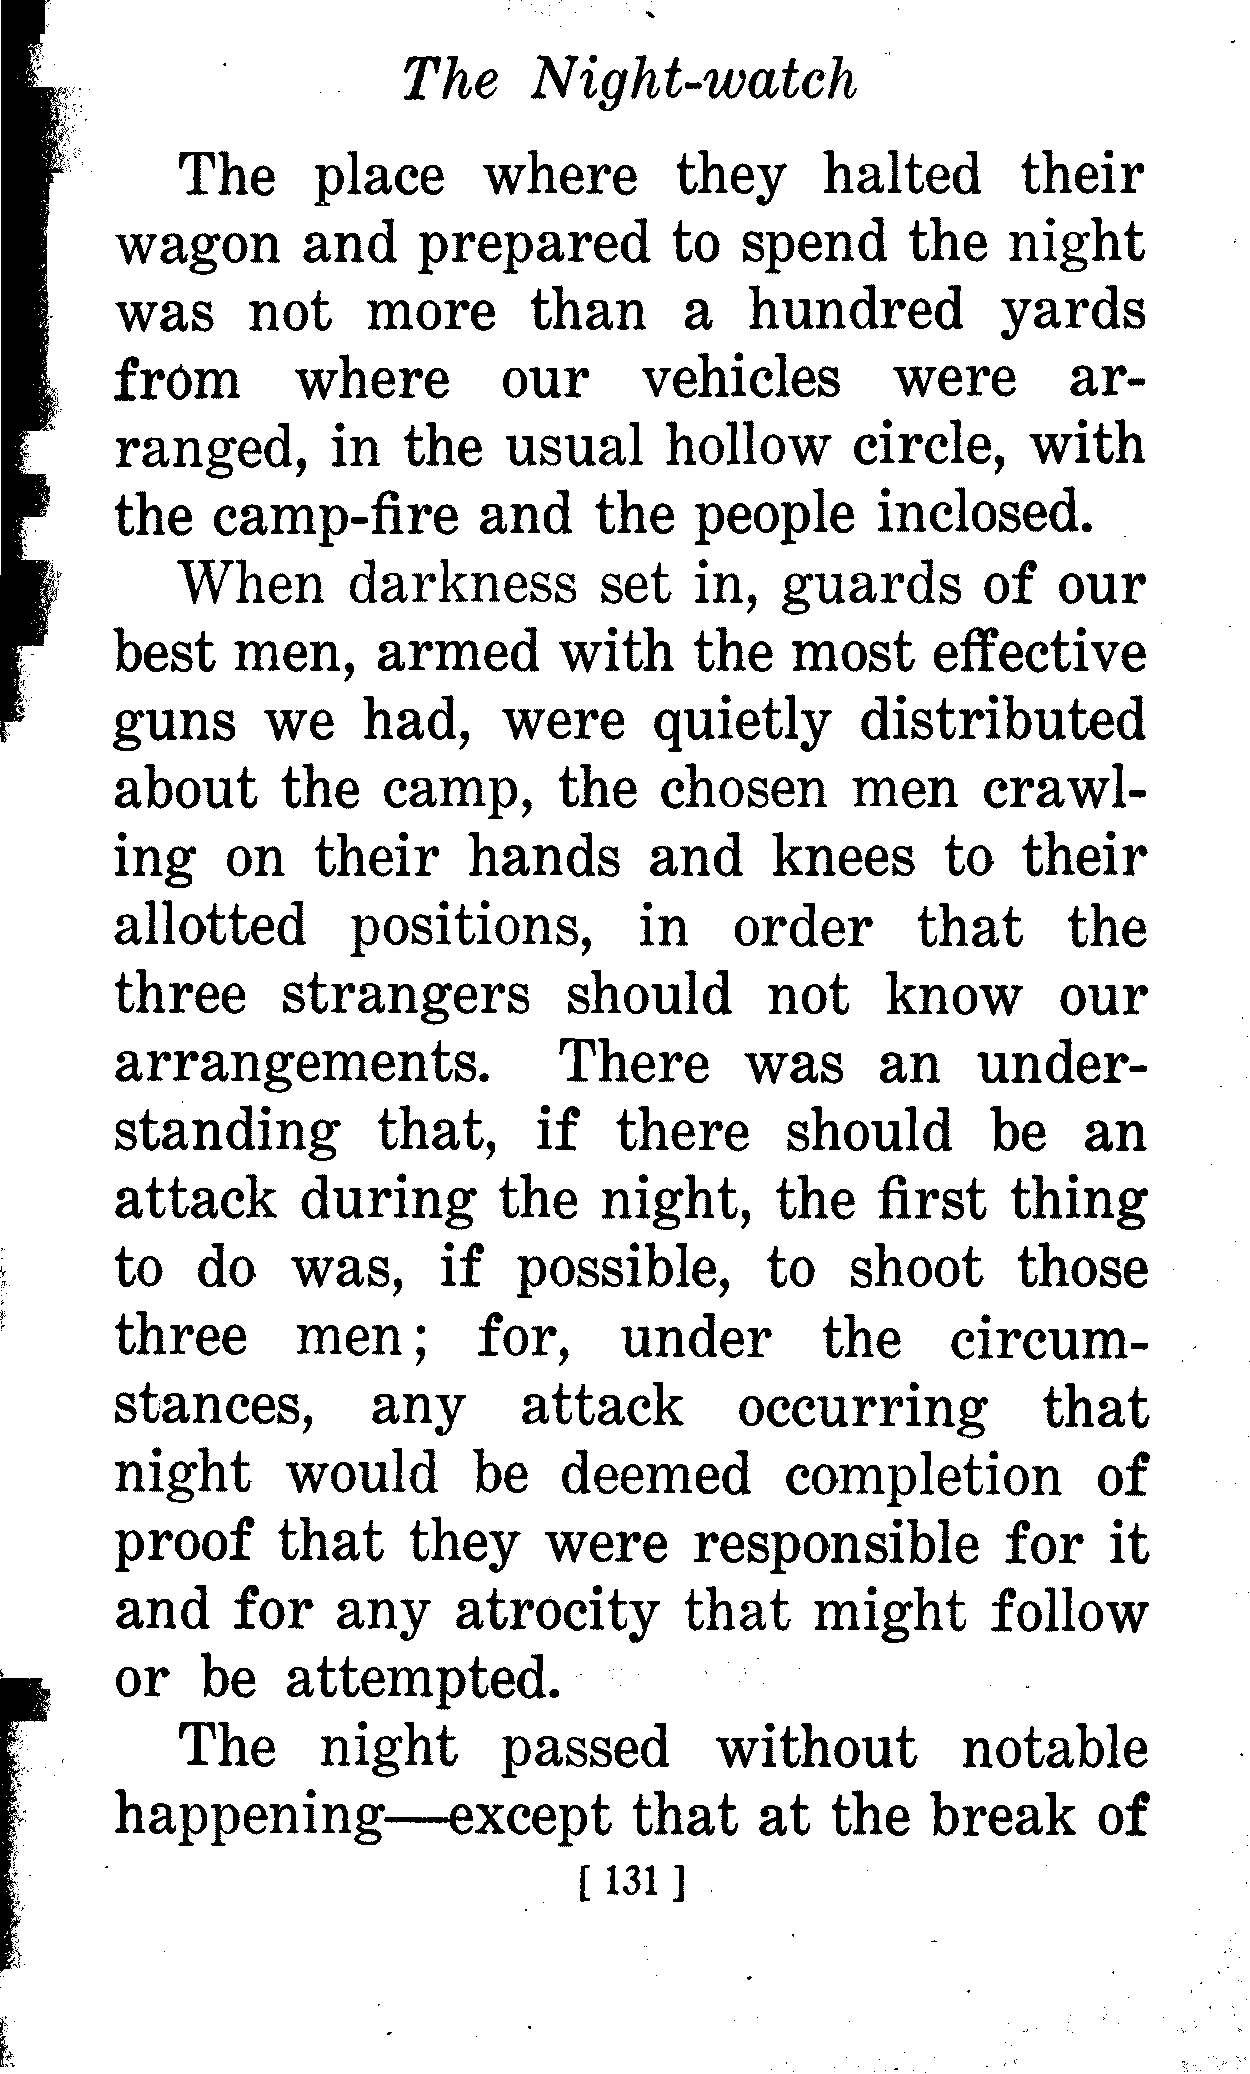 The Night-watch
The place where they halted their
wagon and prepared to spend the night
was not more than a hundred yards
from where our vehicles were ar-
ranged, in the usual hollow circle, with
the camp-fire and the people inclosed.
When darkness set in, guards of our
best men, armed with the most effective
guns we had, were quietly distributed
about the camp, the chosen men crawl-
ing on their hands and knees to their
allotted positions, in order that the
three strangers should not know our
arrangements. There was an under-
standing that, if there should be an
attack during the night, the first thing
to do was, if possible, to shoot those
three men; for, under the circum-
stances, any attack occurring that
night would be deemed completion of
proof that they were responsible for it
and for any atrocity that might follow
or be attempted.
The night passed without notable
happening—except that at the break of
[ 131 ]